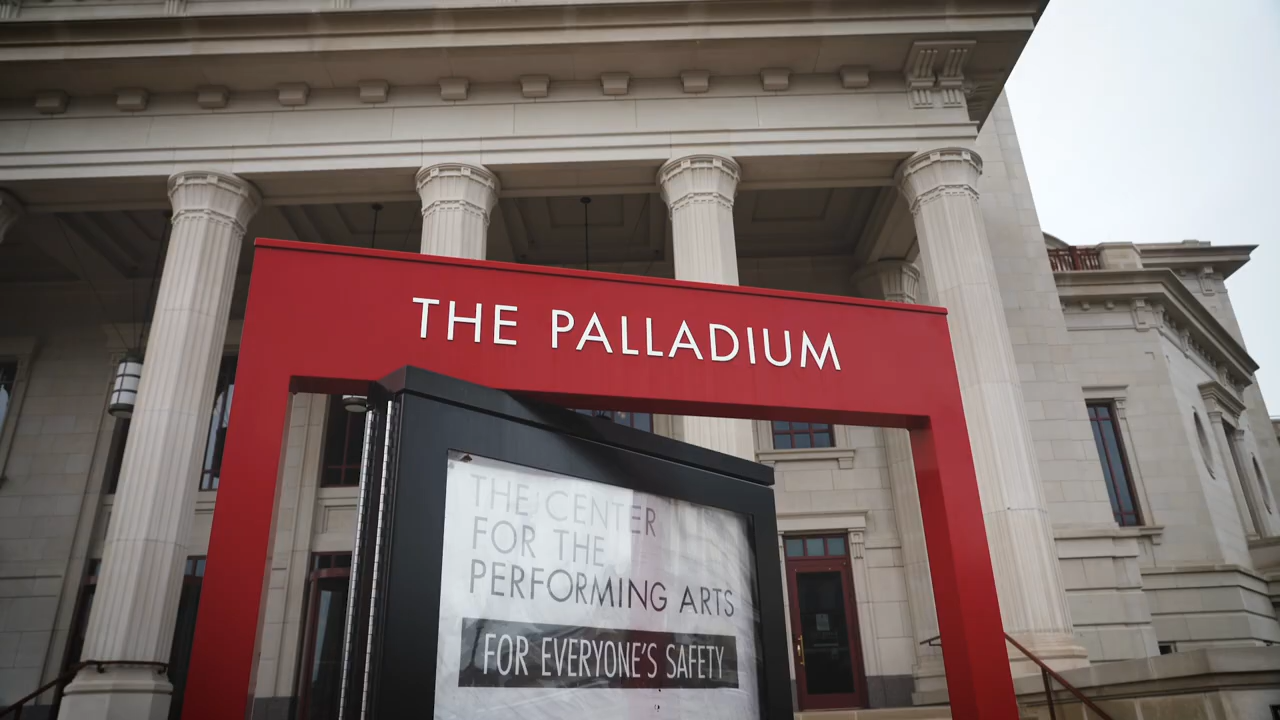 THE PALLADIUM
THE CENTER
FOR THE
PERFORMING ARTS
FOR EVERYONE'S SAFETY